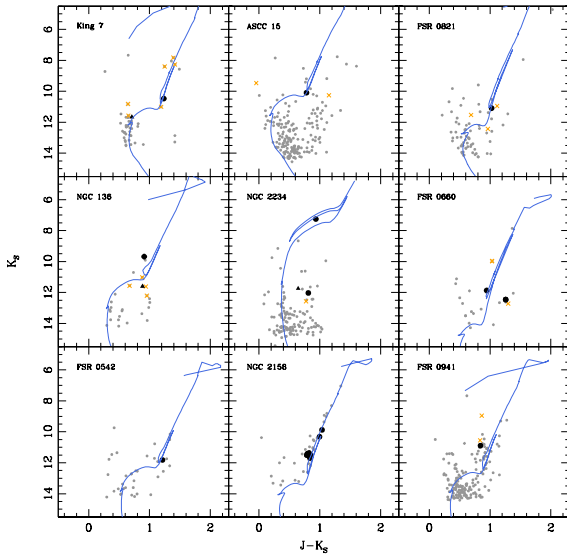 King 7
ASCC 15
FSR 0821
6
8
10
12
14
NGC 136
NGC 2234
FSR 0660
K_S
6
8
10
12
14
FSR 0542
NGC 2158
FSR 0941
6
8
10
12
14
0 1 2 0 1 2 0 1 2
J−K_S